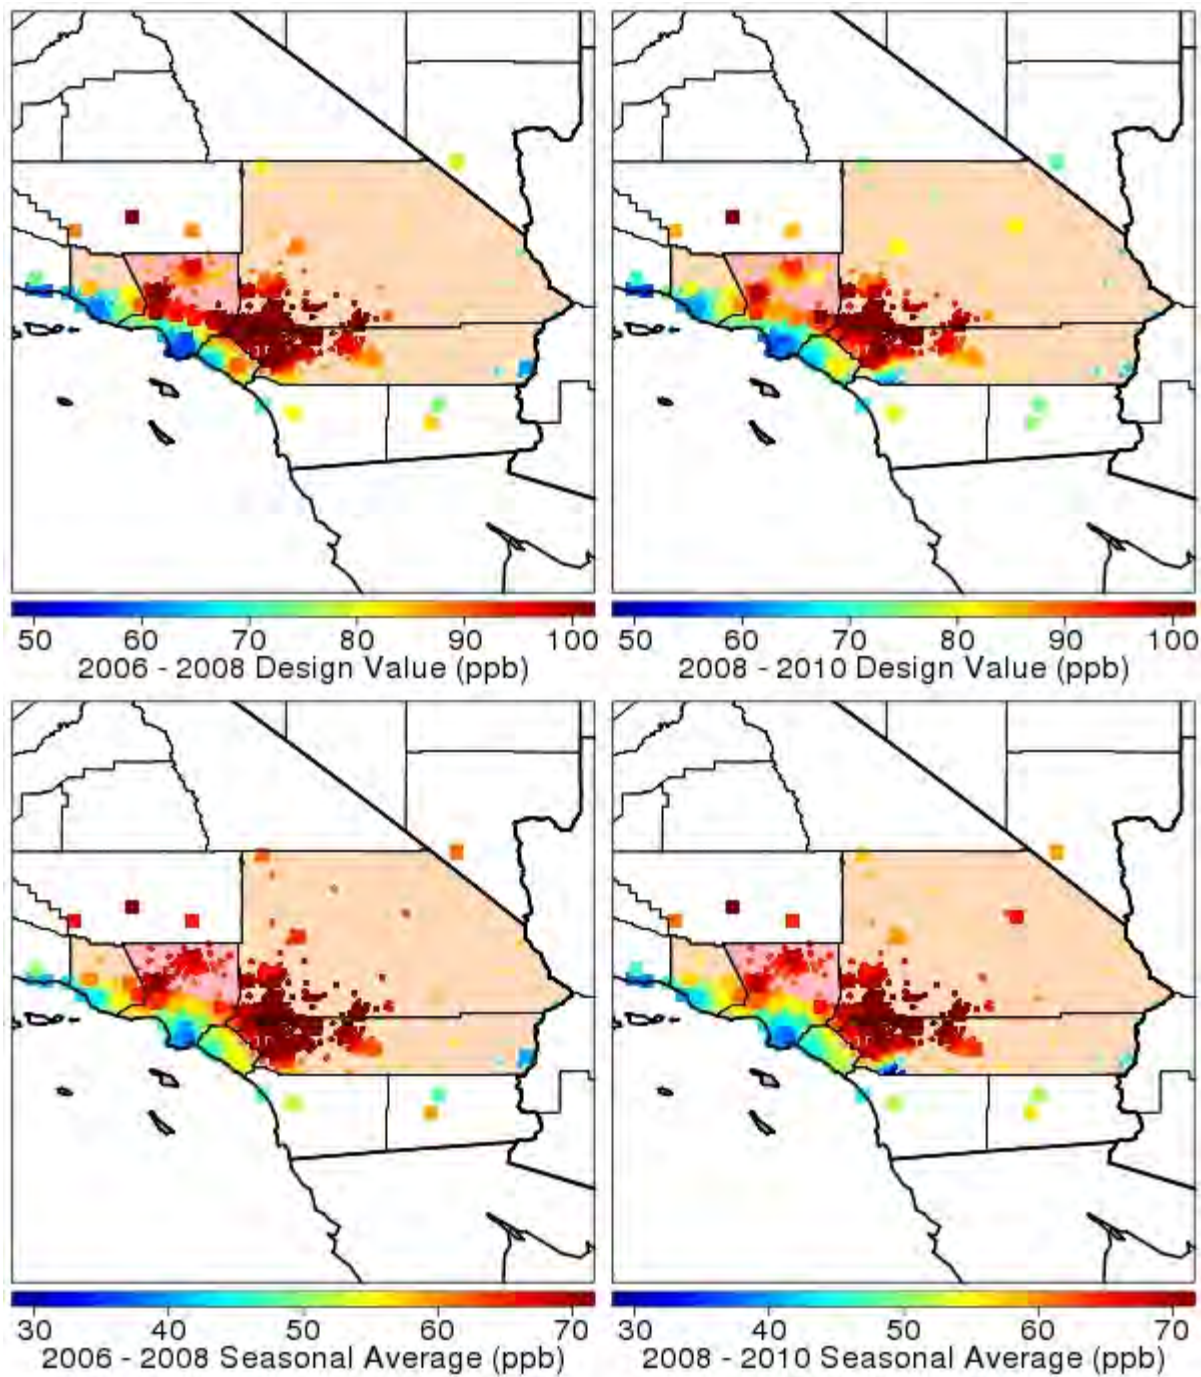 50 60 70 80 90 100
2006 - 2008 Design Value (ppb)
50 60 70 80 90 100
2008 - 2010 Design Value (ppb)
30 40 50 60 70
2006 - 2008 Seasonal Average (ppb)
30 40 50 60 70
2008 - 2010 Seasonal Average (ppb)